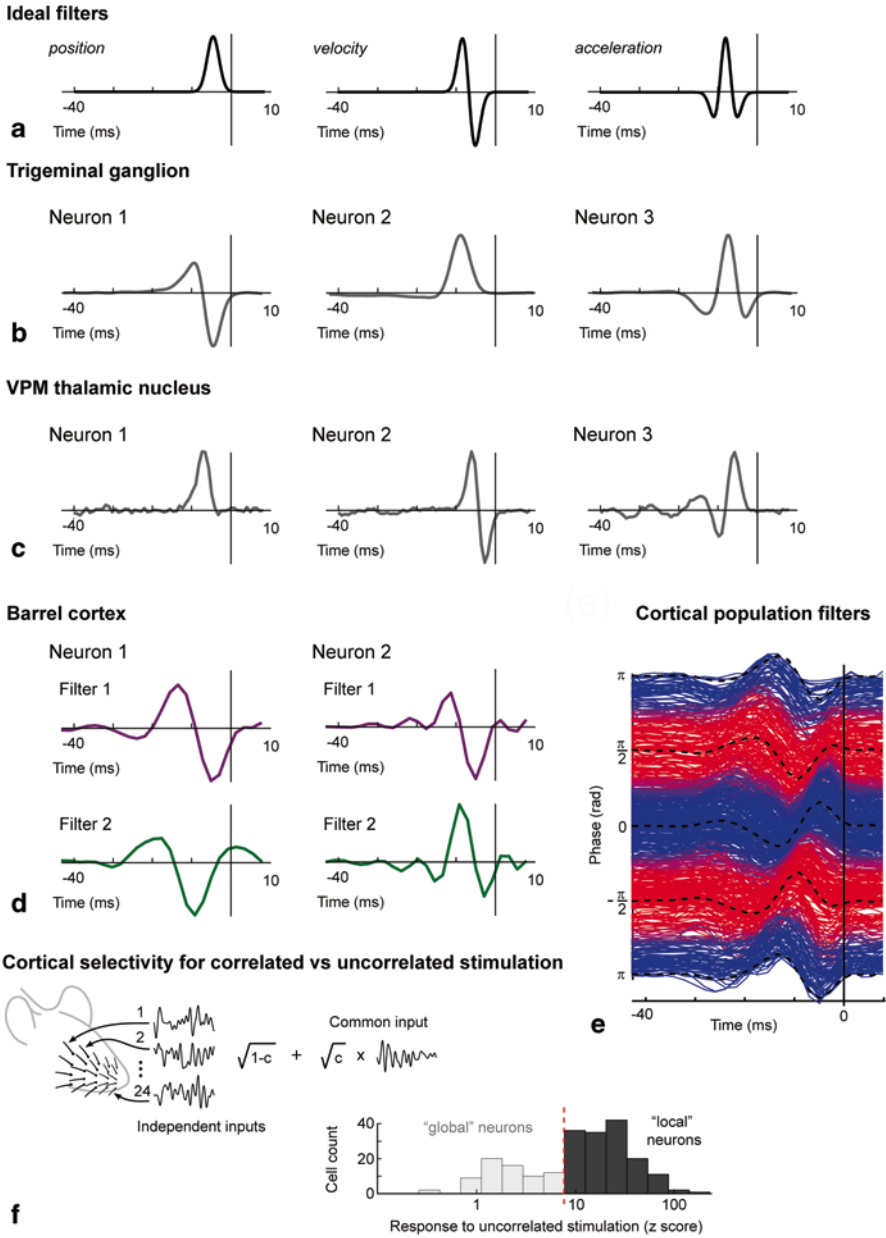 Ideal filters
position velocity acceleration
-40 10 -40 10 -40 10
Time (ms) Time (ms) Time (ms)
a
Trigeminal ganglion
Neuron 1 Neuron 2 Neuron 3
-40 10 -40 10 -40 10
Time (ms) Time (ms) Time (ms)
b
VPM thalamic nucleus
Neuron 1 Neuron 2 Neuron 3
-40 10 -40 10 -40 10
Time (ms) Time (ms) Time (ms)
c
Barrel cortex
Neuron 1 Neuron 2
Filter 1 Filter 1
-40 10 -40 10
Time (ms) Time (ms)
Filter 2 Filter 2
-40 10 -40 10
Time (ms) Time (ms)
d
(e)
Cortical population filters
π
π
2
0
- π
2
π
Phase (rad)
-40 0
Time (ms)
e
Cortical selectivity for correlated vs uncorrelated stimulation
1
2
24
Independent inputs
√1-c + √c x
Common input
"global" neurons "local"
neurons
40
20
0
Cell count
1 10 100
Response to uncorrelated stimulation (z score)
f